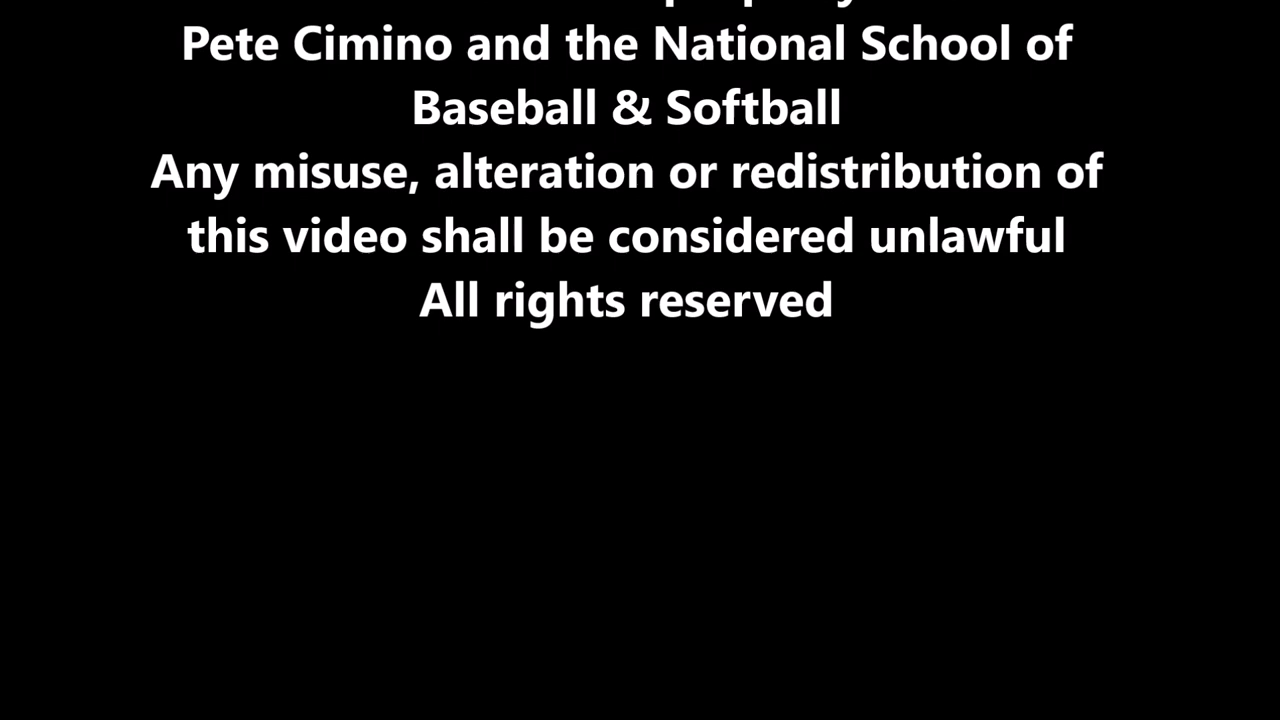 Pete Cimino and the National School of
Baseball & Softball
Any misuse, alteration or redistribution of
this video shall be considered unlawful
All rights reserved